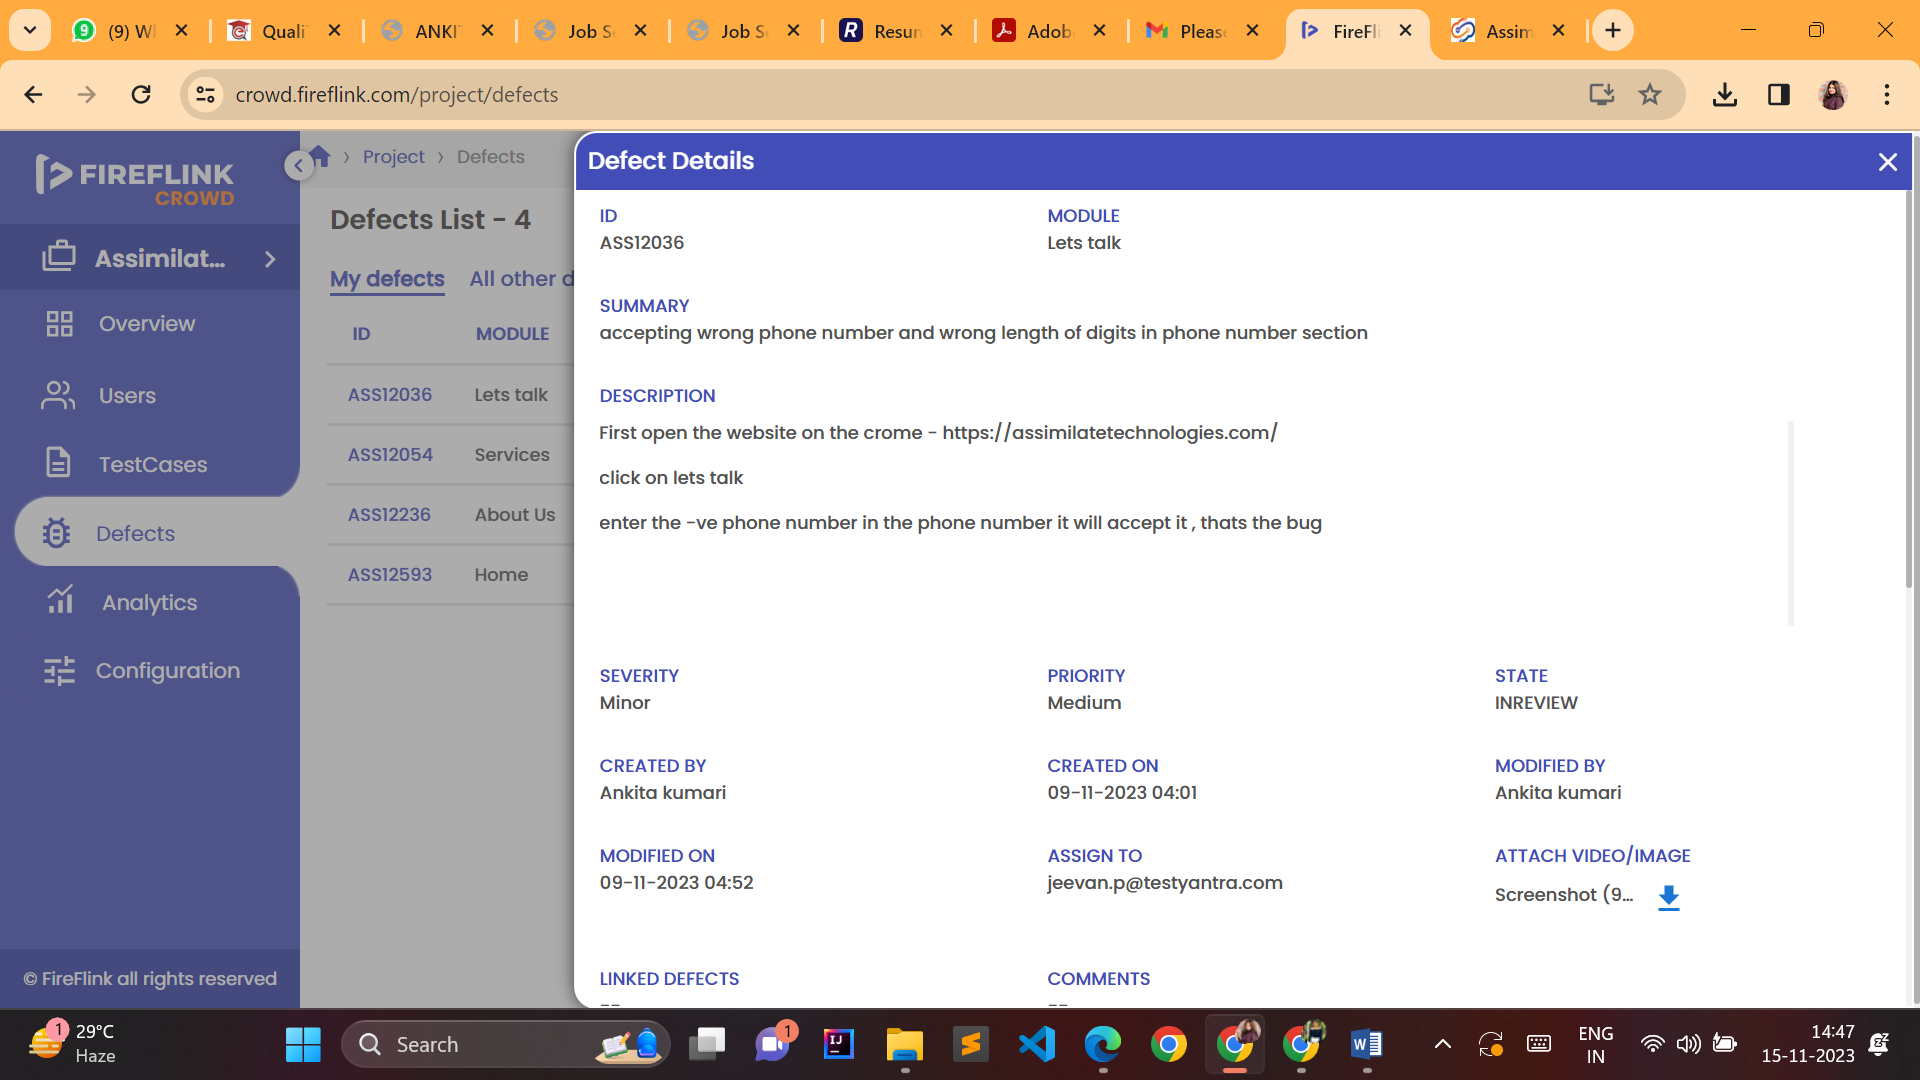 (9) W
Quali
ANKI
Job S
Job S
Resun
Adob
Please
FireFli
Assim
crowd.fireflink.com/project/defects
FIREFLINK
CROWD
Assimilat...
Overview
Users
TestCases
Defects
Analytics
Configuration
© FireFlink all rights reserved
Project
Defects
Defects List - 4
My defects
All other d
ID MODULE
ASS12036 Lets talk
ASS12054 Services
ASS12236 About Us
ASS12593 Home
Defect Details
ID
ASS12036
MODULE
Lets talk
SUMMARY
accepting wrong phone number and wrong length of digits in phone number section
DESCRIPTION
First open the website on the crome - https://assimilatetechnologies.com/
click on lets talk
enter the -ve phone number in the phone number it will accept it , thats the bug
SEVERITY
Minor
PRIORITY
Medium
STATE
INREVIEW
CREATED BY
Ankita kumari
CREATED ON
09-11-2023 04:01
MODIFIED BY
Ankita kumari
MODIFIED ON
09-11-2023 04:52
ASSIGN TO
jeevan.p@testyantra.com
ATTACH VIDEO/IMAGE
Screenshot (9...
LINKED DEFECTS
--
COMMENTS
--
1
29°C
Haze
Search
1
ENG
IN
14:47
15-11-2023